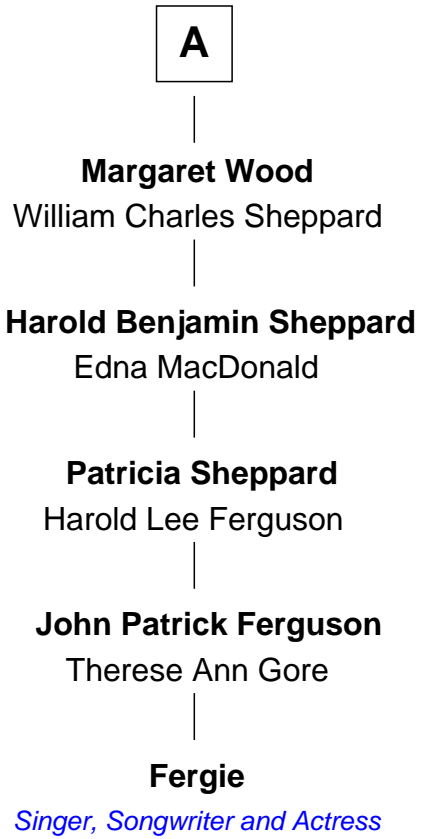 A
Margaret Wood
William Charles Sheppard
Harold Benjamin Sheppard
Edna MacDonald
Patricia Sheppard
Harold Lee Ferguson
John Patrick Ferguson
Therese Ann Gore
Fergie
Singer, Songwriter and Actress